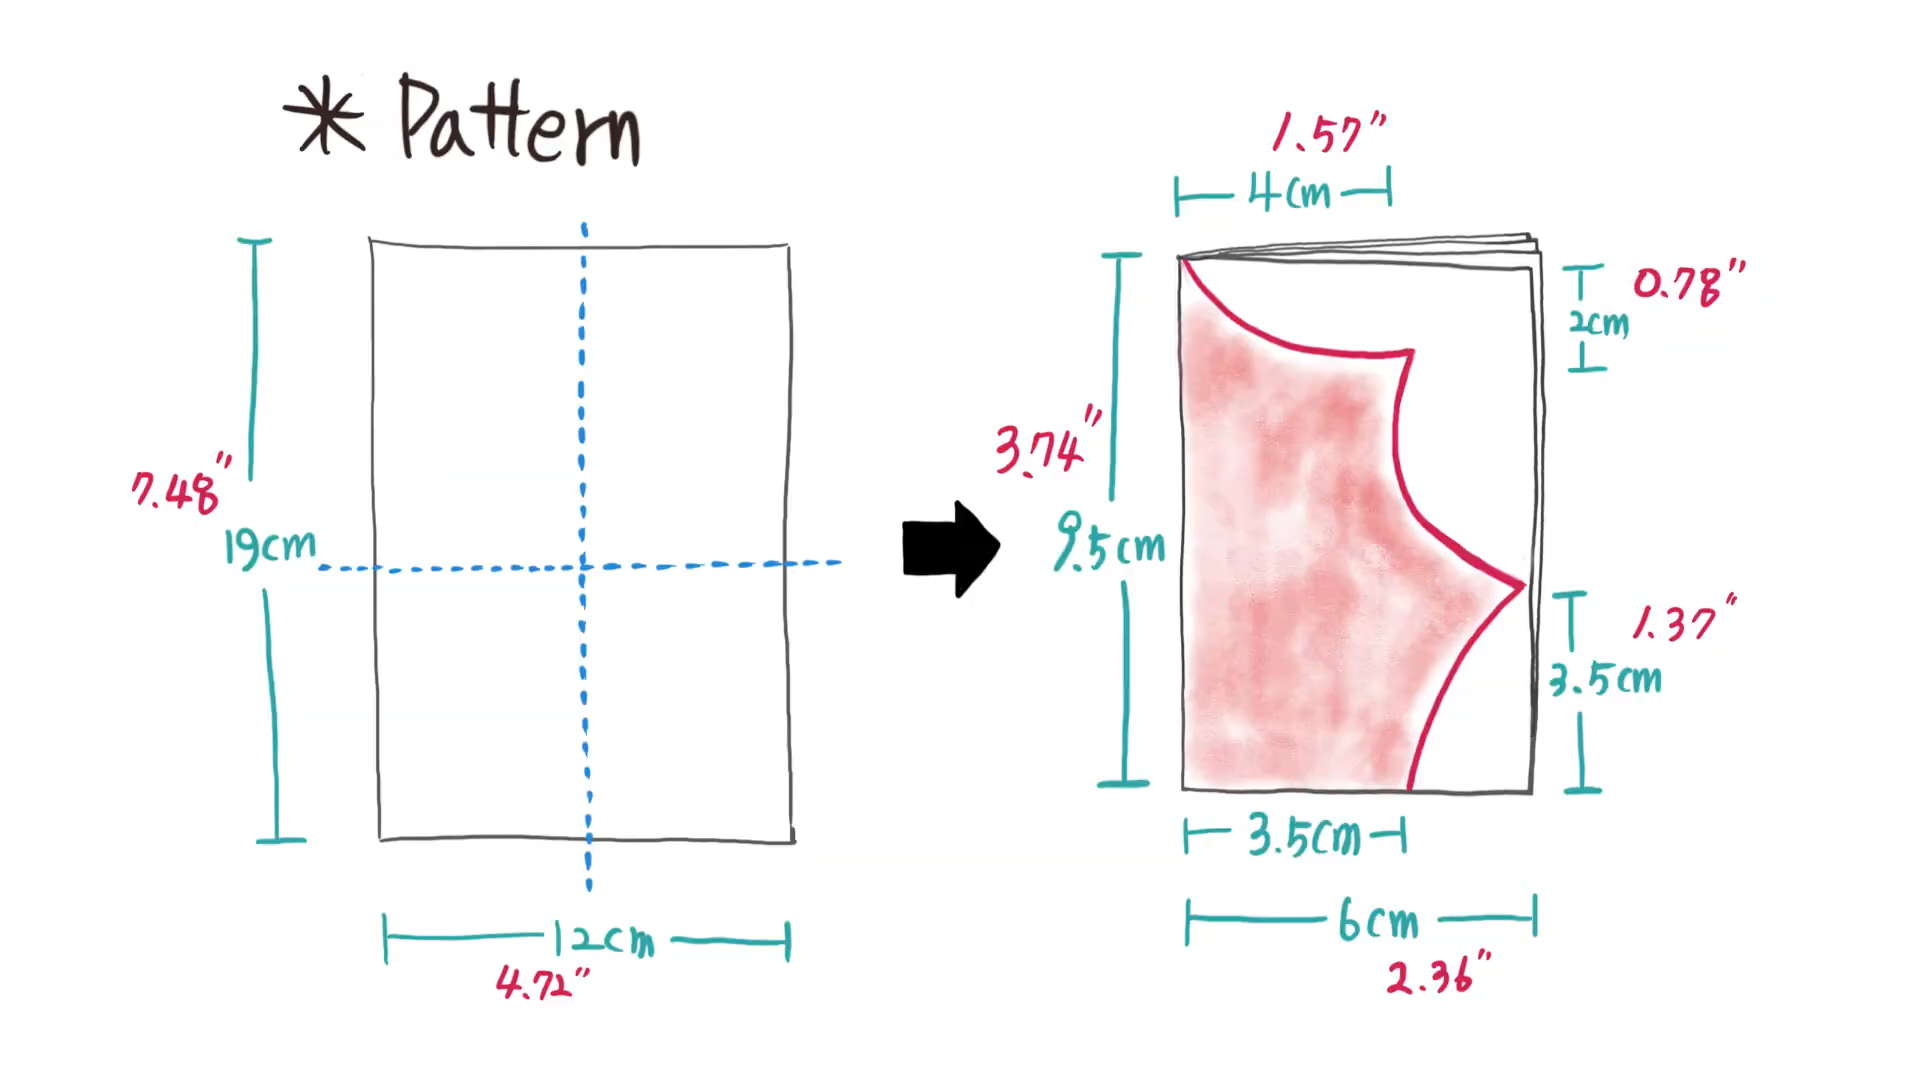 * Pattern
7.48"
19cm
12cm
4.72"
1.57"
4cm
0.78"
2cm
3.74"
9.5cm
1.37"
3.5cm
3.5cm
6cm
2.36"